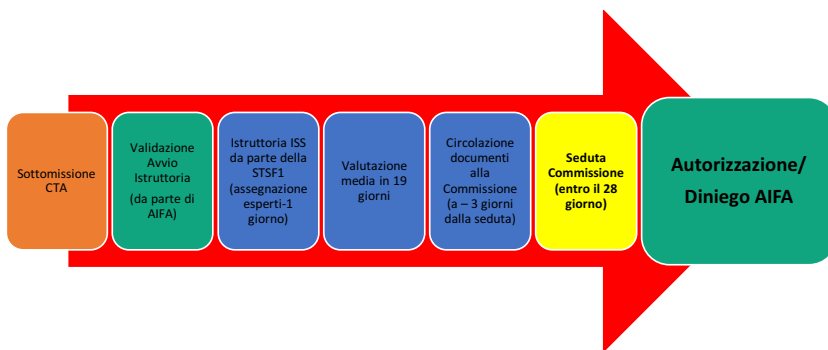 Sottomissione
CTA
Validazione
Avvio
Istruttoria
(da parte di
AIFA)
Istruttoria ISS
da parte della
STSF1
(assegnazione
esperti-1
giorno)
Valutazione
media in 19
giorni
Circolazione
documenti
alla
Commissione
(a – 3 giorni
dalla seduta)
Seduta
Commissione
(entro il 28
giorno)
Autorizzazione/
Diniego AIFA